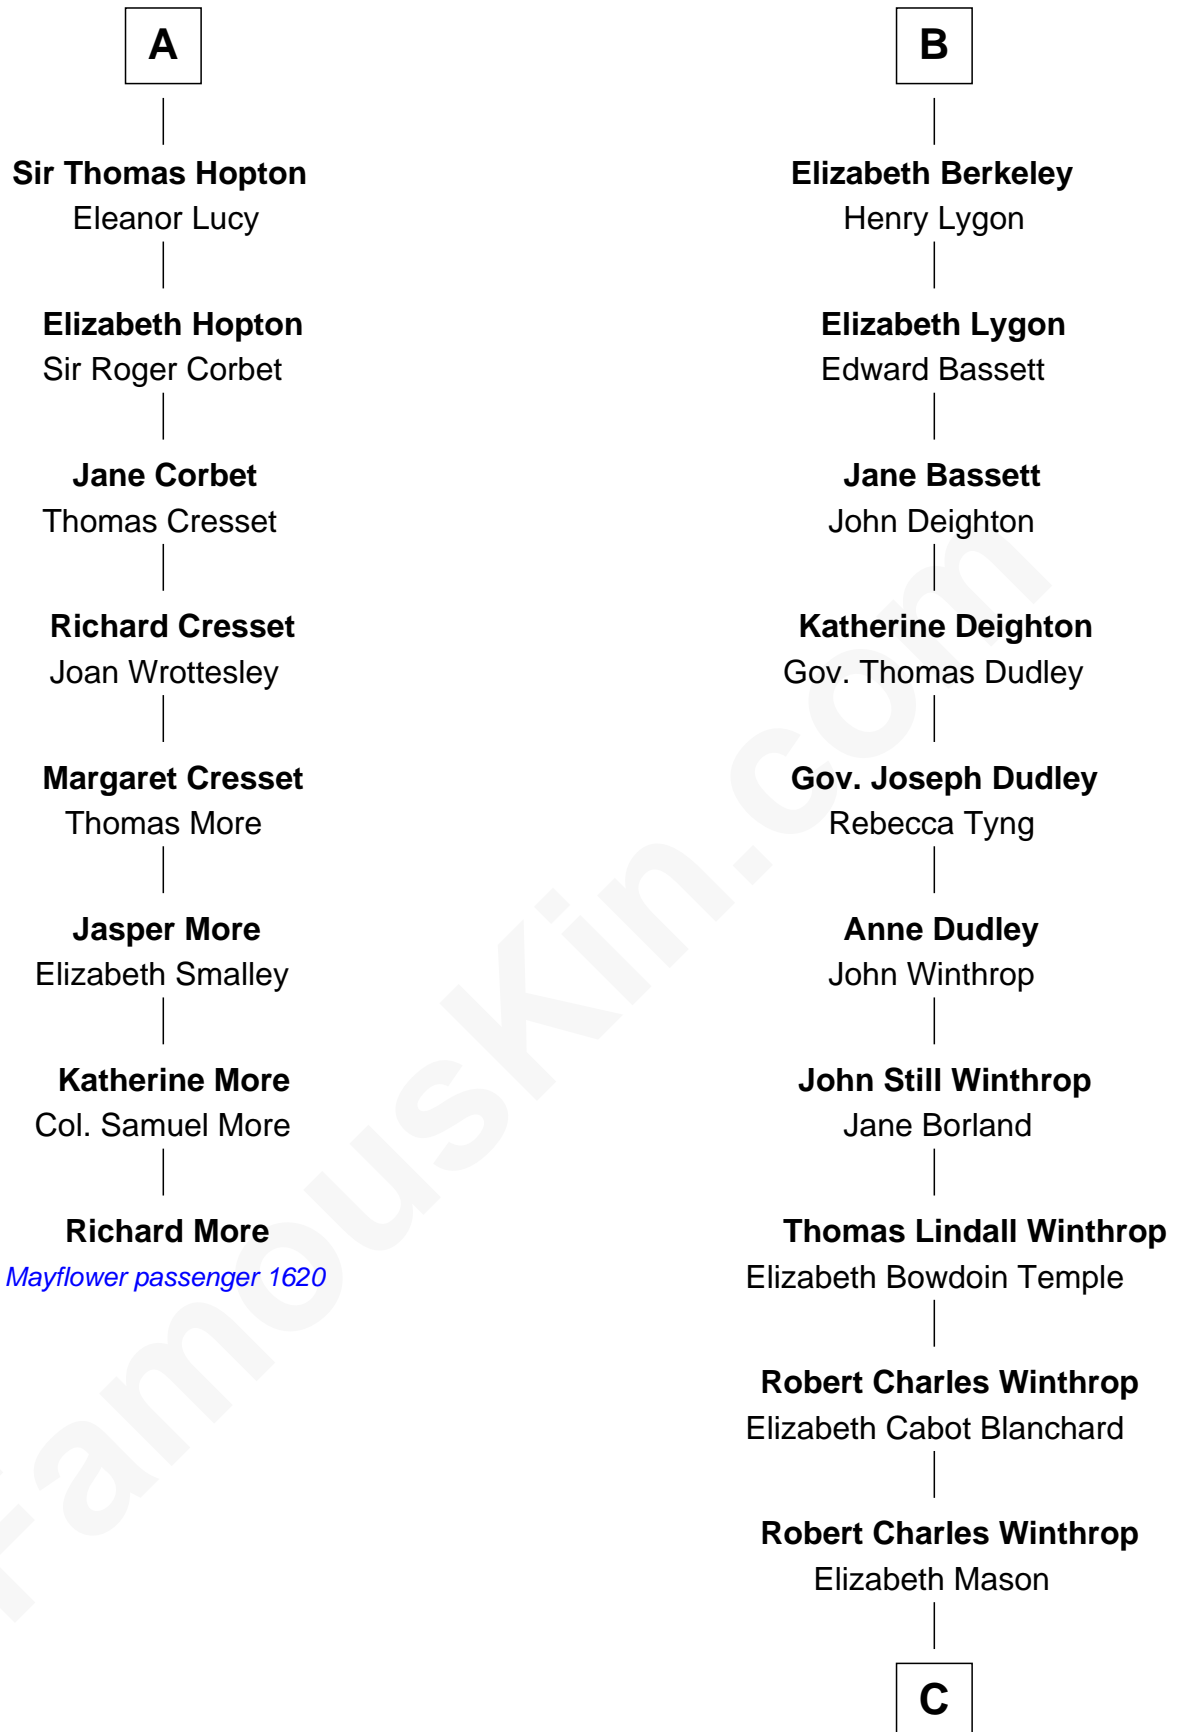 A
Sir Thomas Hopton
Eleanor Lucy
Elizabeth Hopton
Sir Roger Corbet
Jane Corbet
Thomas Cresset
Richard Cresset
Joan Wrottesley
Margaret Cresset
Thomas More
Jasper More
Elizabeth Smalley
Katherine More
Col. Samuel More
Richard More
Mayflower passenger 1620
B
Elizabeth Berkeley
Henry Lygon
Elizabeth Lygon
Edward Bassett
Jane Bassett
John Deighton
Katherine Deighton
Gov. Thomas Dudley
Gov. Joseph Dudley
Rebecca Tyng
Anne Dudley
John Winthrop
John Still Winthrop
Jane Borland
Thomas Lindall Winthrop
Elizabeth Bowdoin Temple
Robert Charles Winthrop
Elizabeth Cabot Blanchard
Robert Charles Winthrop
Elizabeth Mason
C
FamousKin.com